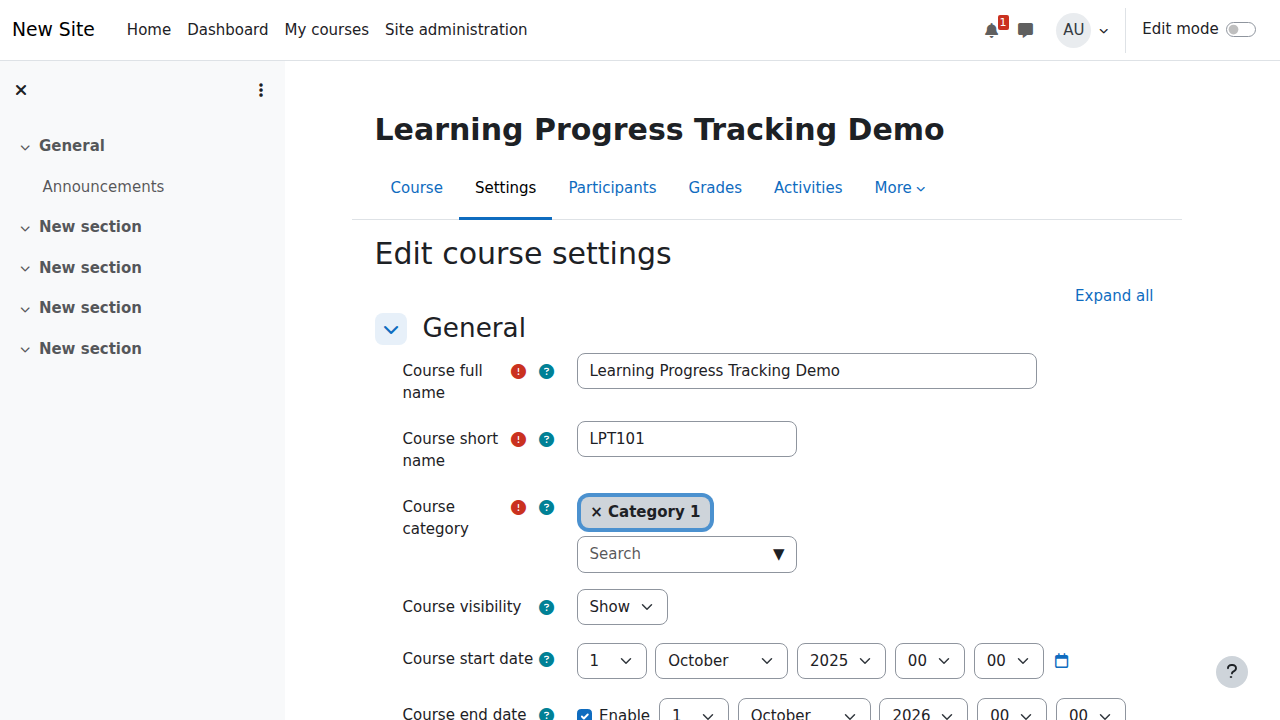 New Site Home Dashboard My courses Site administration 1 AU Edit mode
General
Announcements
New section
New section
New section
New section
Learning Progress Tracking Demo
Course Settings Participants Grades Activities More
Edit course settings
Expand all
General
Course full name ! ? Learning Progress Tracking Demo
Course short name ! ? LPT101
Course category ! ? × Category 1
Search ▼
Course visibility ? Show
Course start date ? 1 October 2025 00 00
Course end date ? Enable 1 October 2026 00 00
?